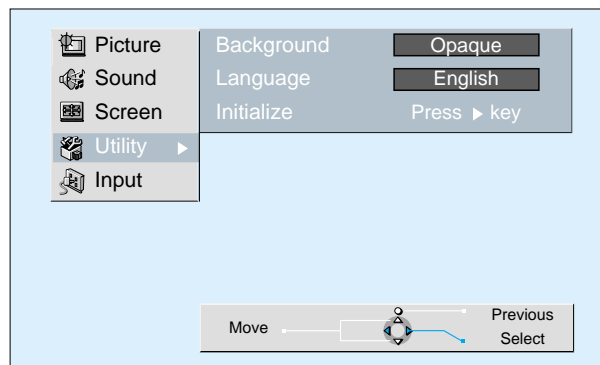 Picture
Sound
Screen
Utility
Input
Background Opaque
Language English
Initialize Press ▶ key
Move
Previous
Select